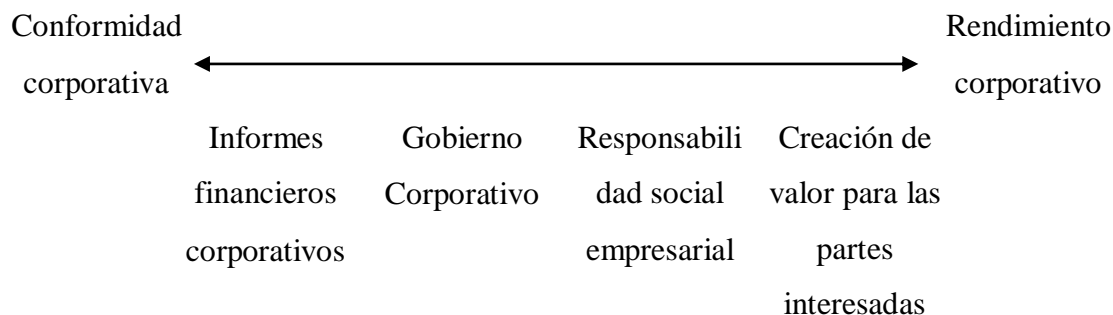 Conformidad
corporativa
Rendimiento
corporativo
Informes
financieros
corporativos
Gobierno
Corporativo
Responsabili
dad social
empresarial
Creación de
valor para las
partes
interesadas